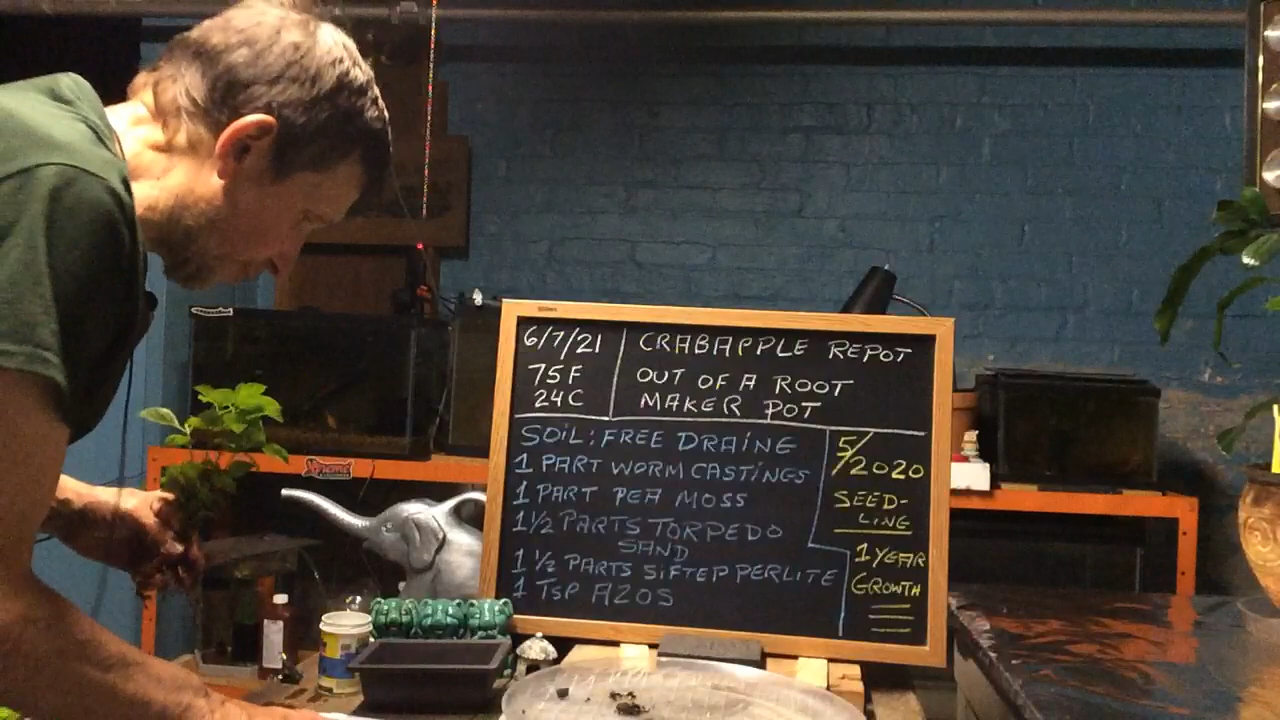 6/7/21
75F
24C
CRABAPPLE REPOT
OUT OF A ROOT
MAKER POT
SOIL: FREE DRAINE
1 PART WORM CASTINGS
1 PART PEA MOSS
1½ PARTS TORPEDO
SAND
1½ PARTS SIFTEP PERLITE
1 TSP AZOS
5/2020
SEED-
LING
1 YEAR
GROWTH